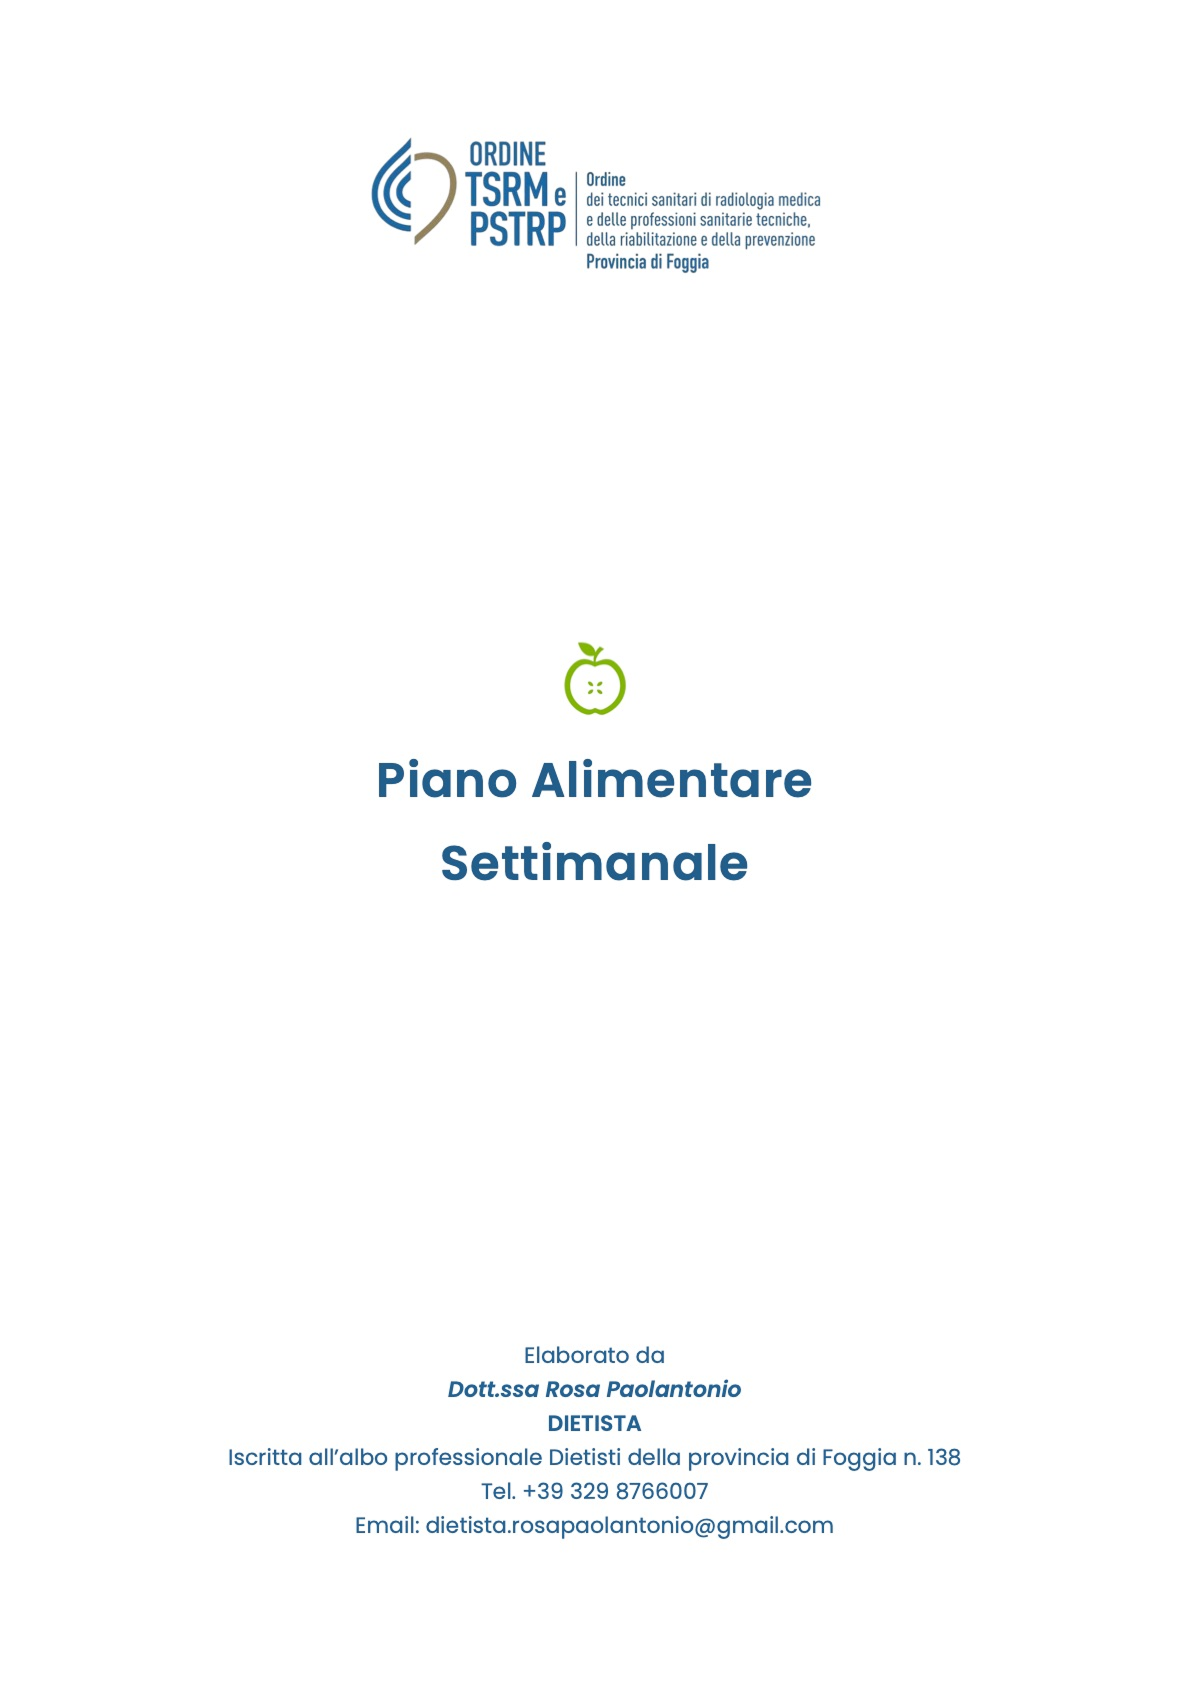 ORDINE
TSRM e
PSTRP
Ordine
dei tecnici sanitari di radiologia medica
e delle professioni sanitarie tecniche,
della riabilitazione e della prevenzione
Provincia di Foggia
Piano Alimentare
Settimanale
Elaborato da
Dott.ssa Rosa Paolantonio
DIETISTA
Iscritta all’albo professionale Dietisti della provincia di Foggia n. 138
Tel. +39 329 8766007
Email: dietista.rosapaolantonio@gmail.com